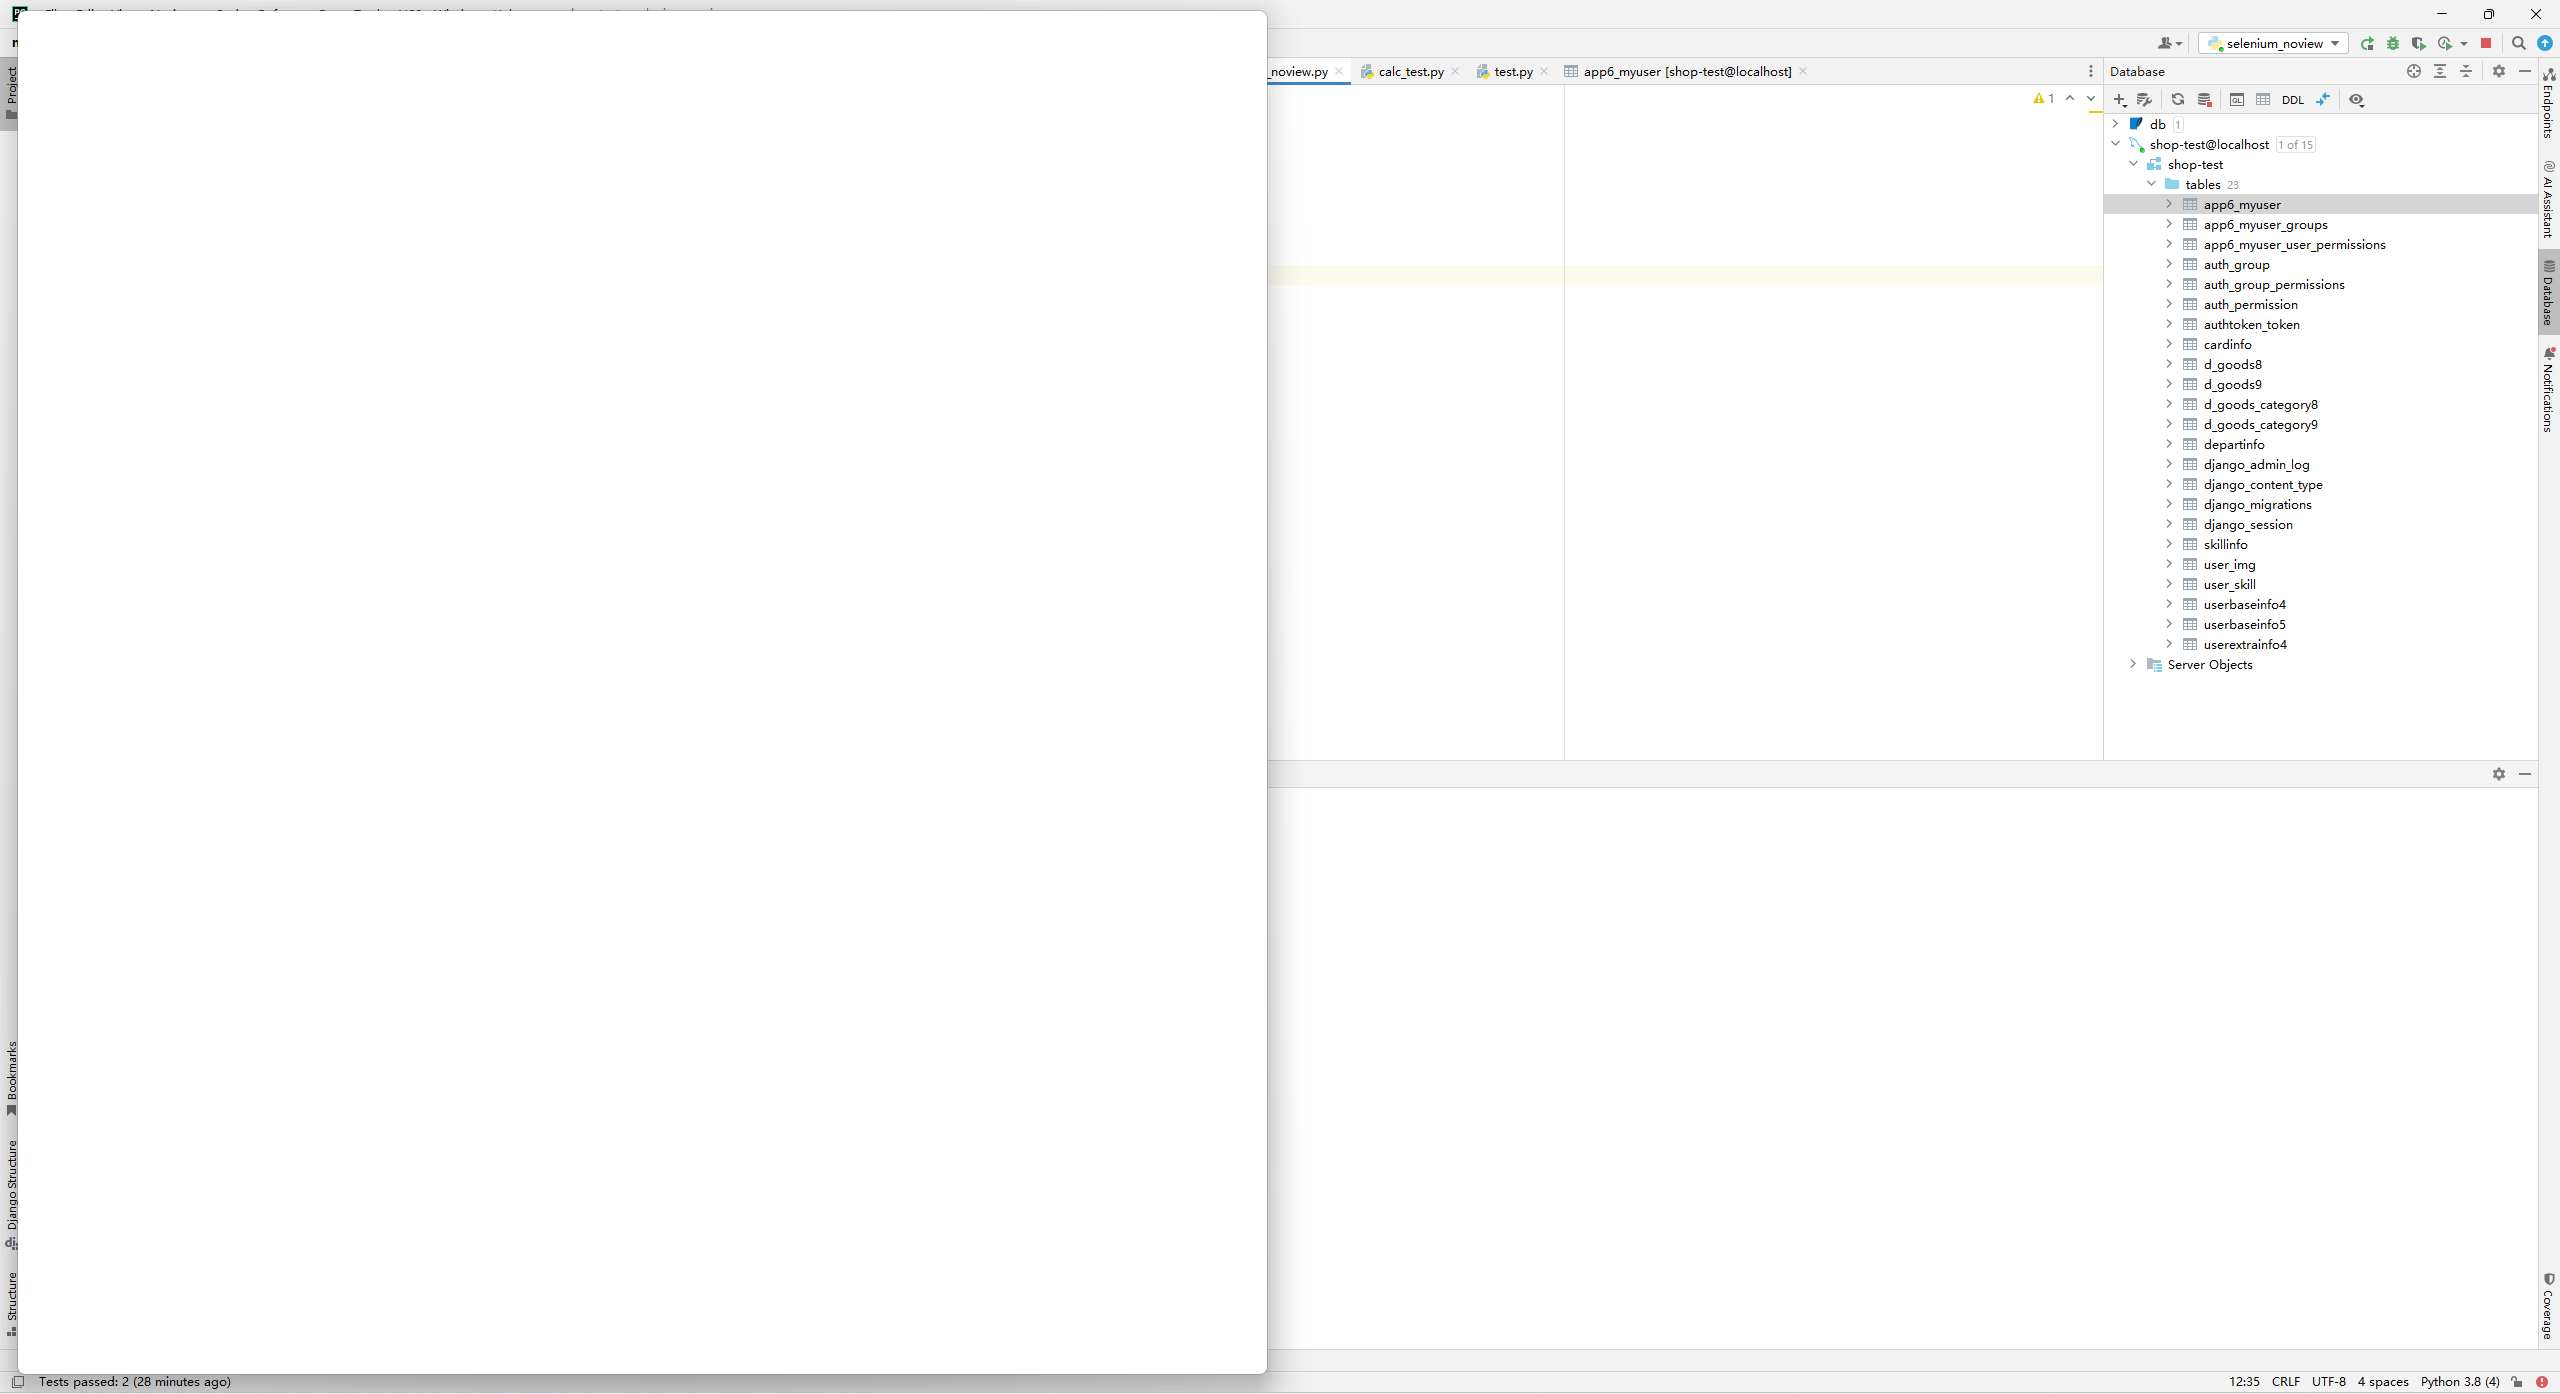 selenium_noview
_noview.py
calc_test.py
test.py
app6_myuser [shop-test@localhost]
Database
1
DDL
Project
db 1
shop-test@localhost 1 of 15
shop-test
tables 23
app6_myuser
app6_myuser_groups
app6_myuser_user_permissions
auth_group
auth_group_permissions
auth_permission
authtoken_token
cardinfo
d_goods8
d_goods9
d_goods_category8
d_goods_category9
departinfo
django_admin_log
django_content_type
django_migrations
django_session
skillinfo
user_img
user_skill
userbaseinfo4
userbaseinfo5
userextrainfo4
Server Objects
Endpoints
AI Assistant
Database
Notifications
Bookmarks
Django Structure
Structure
Coverage
Tests passed: 2 (28 minutes ago)
12:35 CRLF UTF-8 4 spaces Python 3.8 (4)